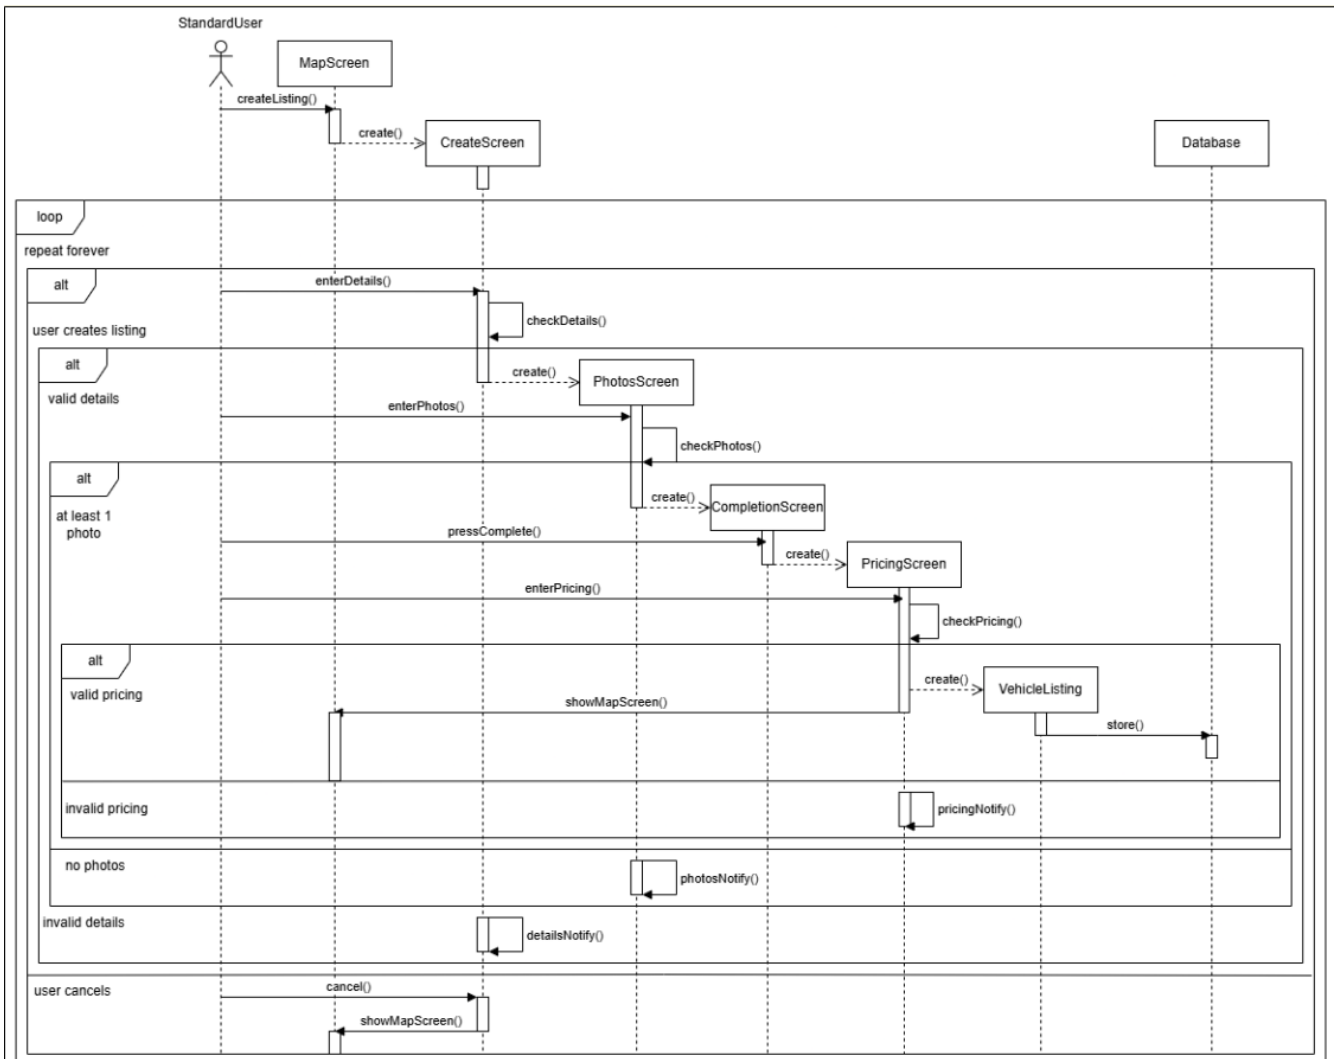 StandardUser
MapScreen
createListing()
create()
CreateScreen
Database
loop
repeat forever
alt
enterDetails()
checkDetails()
user creates listing
alt
create()
PhotosScreen
valid details
enterPhotos()
checkPhotos()
alt
create()
CompletionScreen
at least 1
photo
pressComplete()
create()
PricingScreen
enterPricing()
checkPricing()
alt
create()
VehicleListing
valid pricing
showMapScreen()
store()
invalid pricing
pricingNotify()
no photos
photosNotify()
invalid details
detailsNotify()
user cancels
cancel()
showMapScreen()